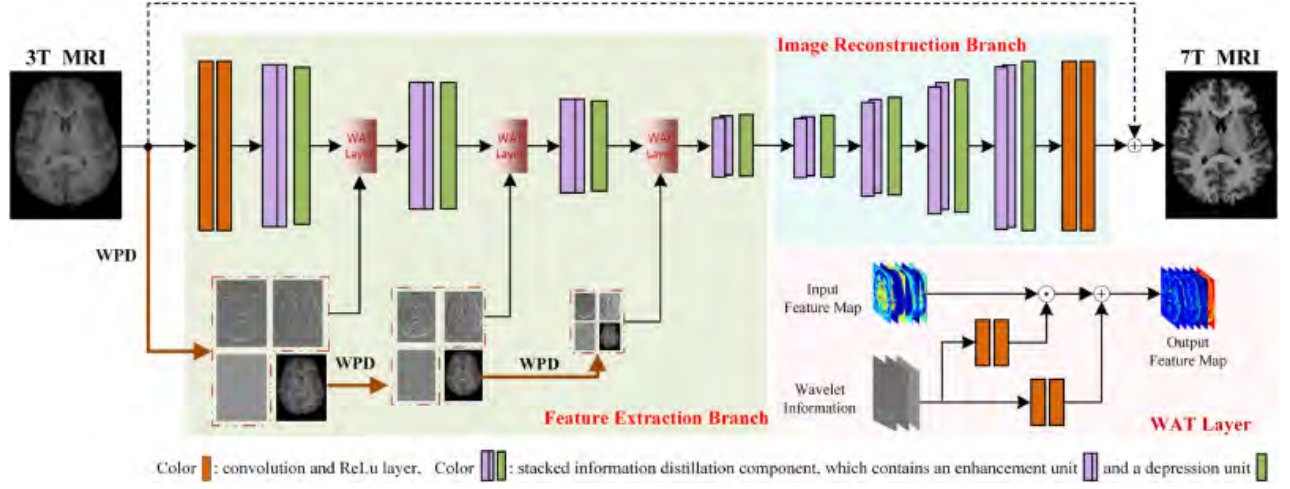 3T MRI
Image Reconstruction Branch
7T MRI
WAT
Layer
WAT
Layer
WAT
Layer
WPD
WPD
WPD
Feature Extraction Branch
Input
Feature Map
Wavelet
Information
Output
Feature Map
WAT Layer
Color : convolution and ReLu layer. Color : stacked information distillation component, which contains an enhancement unit and a depression unit